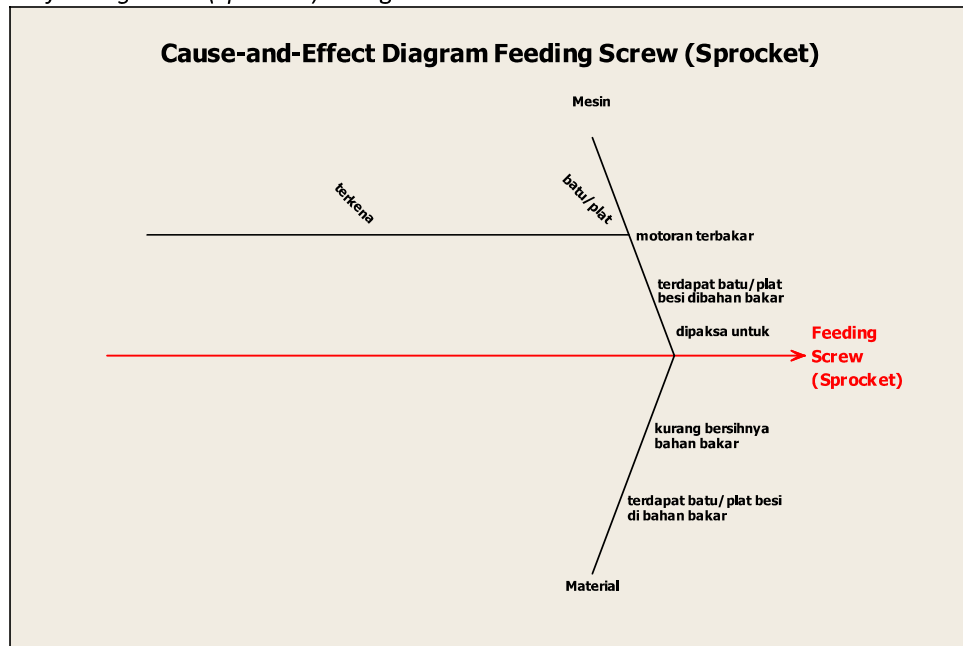 Cause-and-Effect Diagram Feeding Screw (Sprocket)
Mesin
terkena
batu/plat
motoran terbakar
terdapat batu/plat
besi dibahan bakar
dipaksa untuk
Feeding
Screw
(Sprocket)
kurang bersihnya
bahan bakar
terdapat batu/plat besi
di bahan bakar
Material